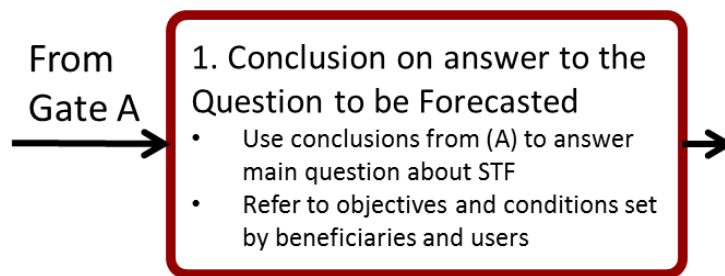 From
Gate A
1. Conclusion on answer to the
Question to be Forecasted
• Use conclusions from (A) to answer
main question about STF
• Refer to objectives and conditions set
by beneficiaries and users